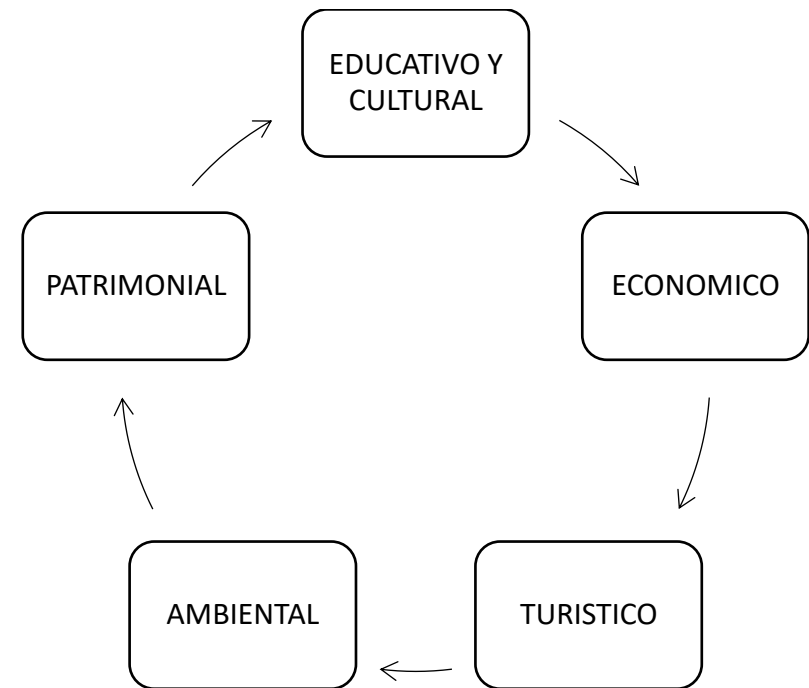 EDUCATIVO Y
CULTURAL
PATRIMONIAL
ECONOMICO
AMBIENTAL
TURISTICO